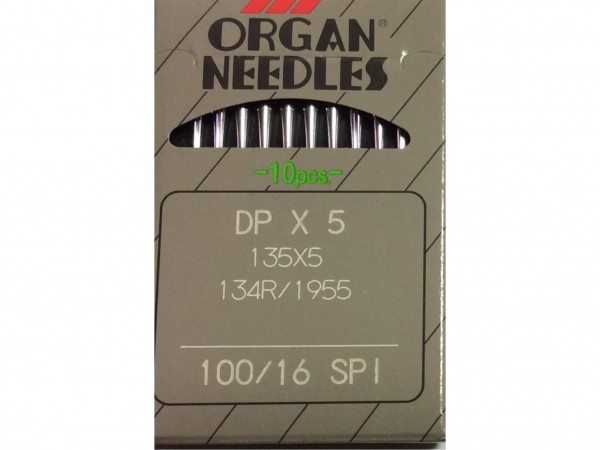 ORGAN®
NEEDLES
-10pcs.-
DP X 5
135X5
134R/1955
100/16 SPI